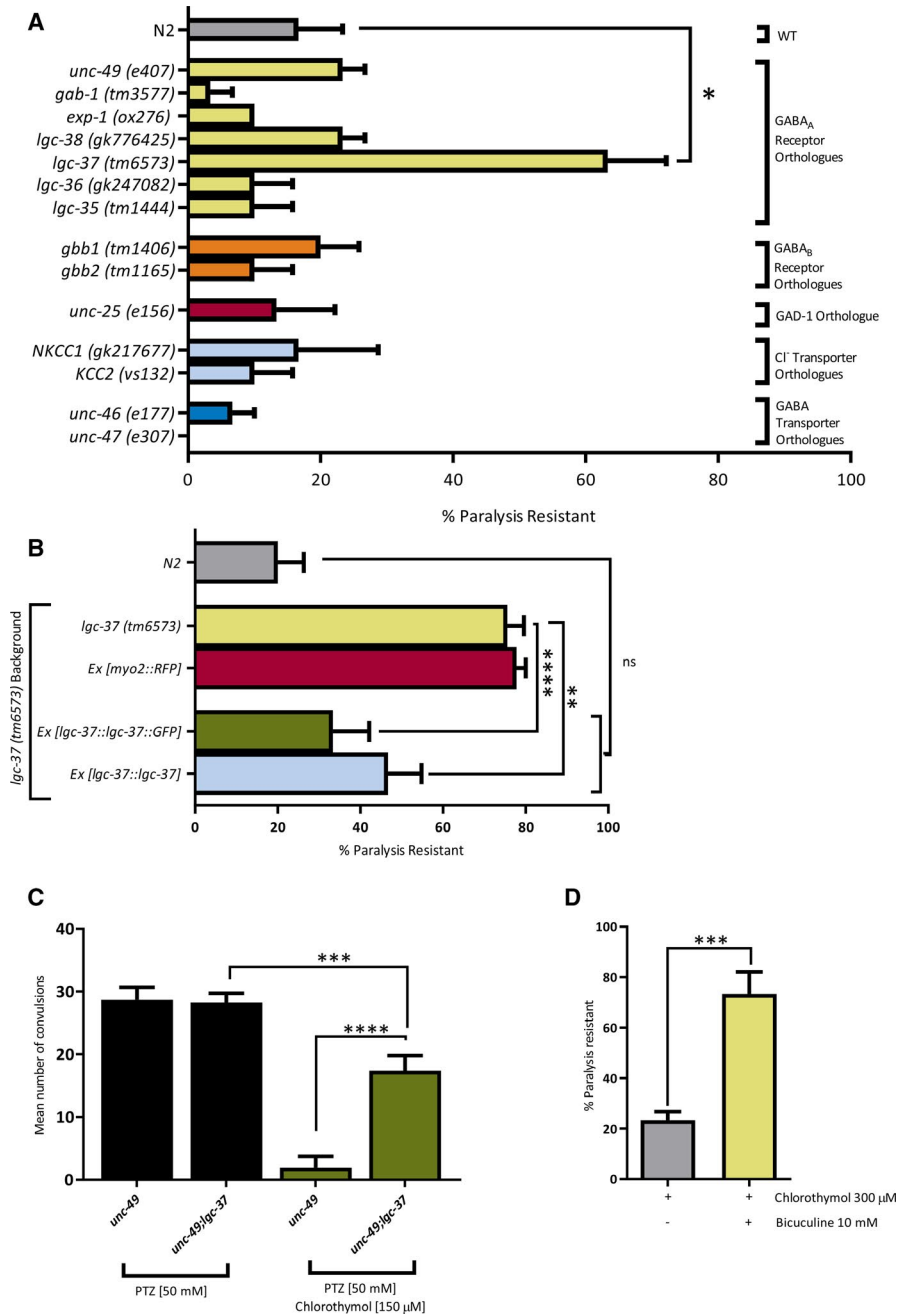 A
N2
unc-49 (e407)
gab-1 (tm3577)
exp-1 (ox276)
lgc-38 (gk776425)
lgc-37 (tm6573)
lgc-36 (gk247082)
lgc-35 (tm1444)
gbb1 (tm1406)
gbb2 (tm1165)
unc-25 (e156)
NKCC1 (gk217677)
KCC2 (vs132)
unc-46 (e177)
unc-47 (e307)
*
WT
GABAA
Receptor
Orthologues
GABAB
Receptor
Orthologues
GAD-1 Orthologue
Cl- Transporter
Orthologues
GABA
Transporter
Orthologues
0 20 40 60 80 100
% Paralysis Resistant
B
lgc-37 (tm6573) Background
N2
lgc-37 (tm6573)
Ex [myo2::RFP]
Ex [lgc-37::lgc-37::GFP]
Ex [lgc-37::lgc-37]
****
**
ns
0 20 40 60 80 100
% Paralysis Resistant
C
Mean number of convulsions
40
30
20
10
0
***
****
unc-49
unc-49;lgc-37
unc-49
unc-49;lgc-37
PTZ [50 mM]
PTZ [50 mM]
Chlorothymol [150 μM]
D
% Paralysis resistant
100
80
60
40
20
0
***
+ + Chlorothymol 300 μM
- + Bicuculine 10 mM